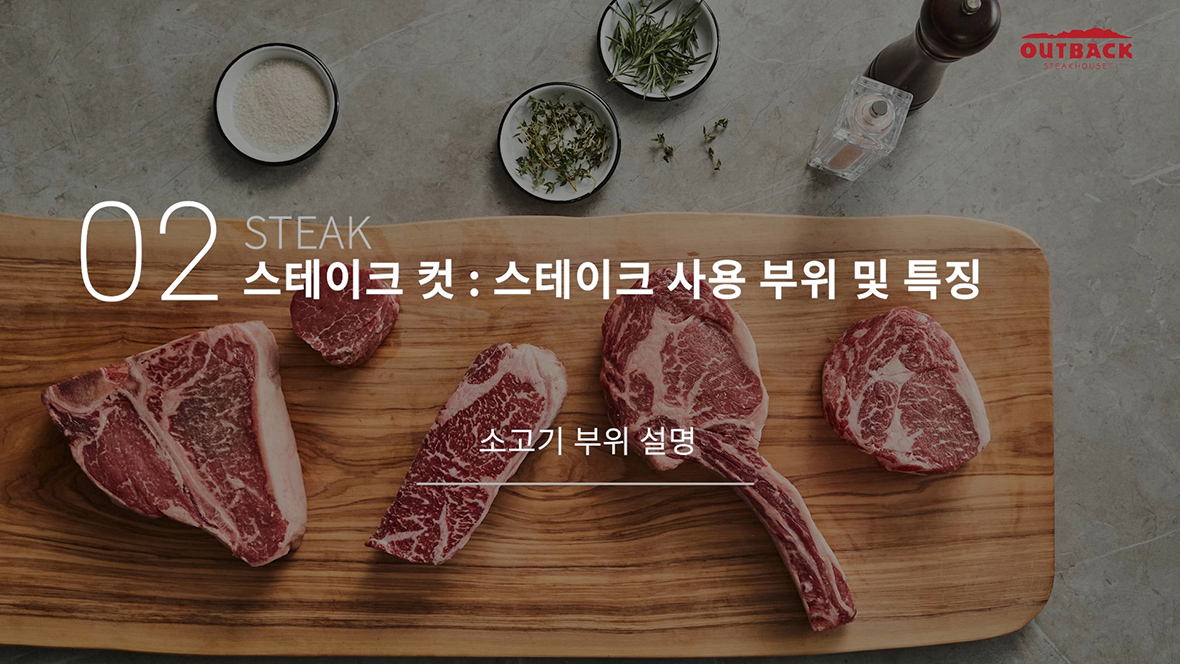 OUTBACK
STEAKHOUSE
02
STEAK
스테이크 컷 : 스테이크 사용 부위 및 특징
소고기 부위 설명